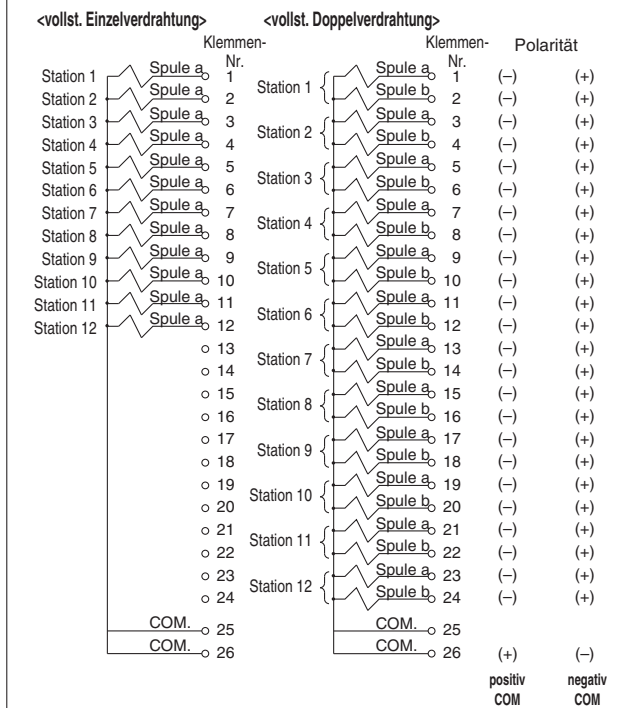 <vollst. Einzelverdrahtung> <vollst. Doppelverdrahtung>
Klemmen- Klemmen- Polarität
Nr. Nr.
Station 1 Spule a 1 Station 1 Spule a 1 (–) (+)
Station 2 Spule a 2 Spule b 2 (–) (+)
Station 3 Spule a 3 Station 2 Spule a 3 (–) (+)
Station 4 Spule a 4 Spule b 4 (–) (+)
Station 5 Spule a 5 Station 3 Spule a 5 (–) (+)
Station 6 Spule a 6 Spule b 6 (–) (+)
Station 7 Spule a 7 Station 4 Spule a 7 (–) (+)
Station 8 Spule a 8 Spule b 8 (–) (+)
Station 9 Spule a 9 Station 5 Spule a 9 (–) (+)
Station 10 Spule a 10 Spule b 10 (–) (+)
Station 11 Spule a 11 Station 6 Spule a 11 (–) (+)
Station 12 Spule a 12 Spule b 12 (–) (+)
13 Station 7 Spule a 13 (–) (+)
14 Spule b 14 (–) (+)
15 Station 8 Spule a 15 (–) (+)
16 Spule b 16 (–) (+)
17 Station 9 Spule a 17 (–) (+)
18 Spule b 18 (–) (+)
19 Station 10 Spule a 19 (–) (+)
20 Spule b 20 (–) (+)
21 Station 11 Spule a 21 (–) (+)
22 Spule b 22 (–) (+)
23 Station 12 Spule a 23 (–) (+)
24 Spule b 24 (–) (+)
COM. 25 COM. 25
COM. 26 COM. 26 (+) (–)
positiv negativ
COM COM